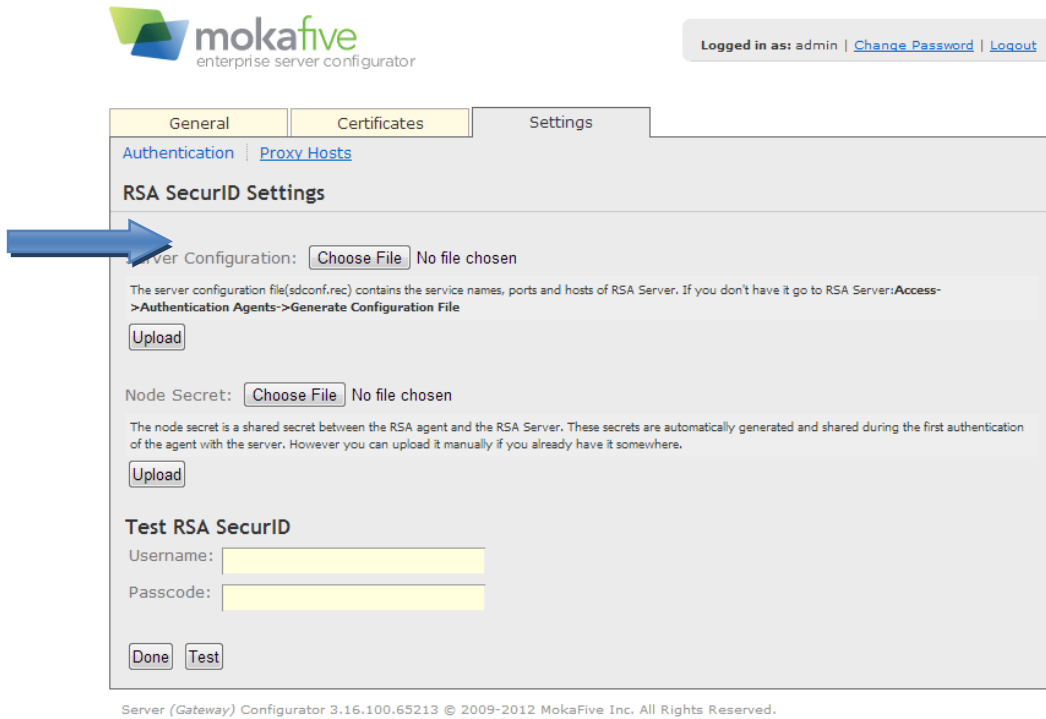 mokafive
enterprise server configurator
Logged in as: admin | Change Password | Logout
General Certificates Settings
Authentication Proxy Hosts
RSA SecurID Settings
Configuration: Choose File No file chosen
The server configuration file(sdconf.rec) contains the service names, ports and hosts of RSA Server. If you don't have it go to RSA Server:Access-
>Authentication Agents->Generate Configuration File
Upload
Node Secret: Choose File No file chosen
The node secret is a shared secret between the RSA agent and the RSA Server. These secrets are automatically generated and shared during the first authentication
of the agent with the server. However you can upload it manually if you already have it somewhere.
Upload
Test RSA SecurID
Username:
Passcode:
Done Test
Server (Gateway) Configurator 3.16.100.65213 © 2009-2012 MokaFive Inc. All Rights Reserved.